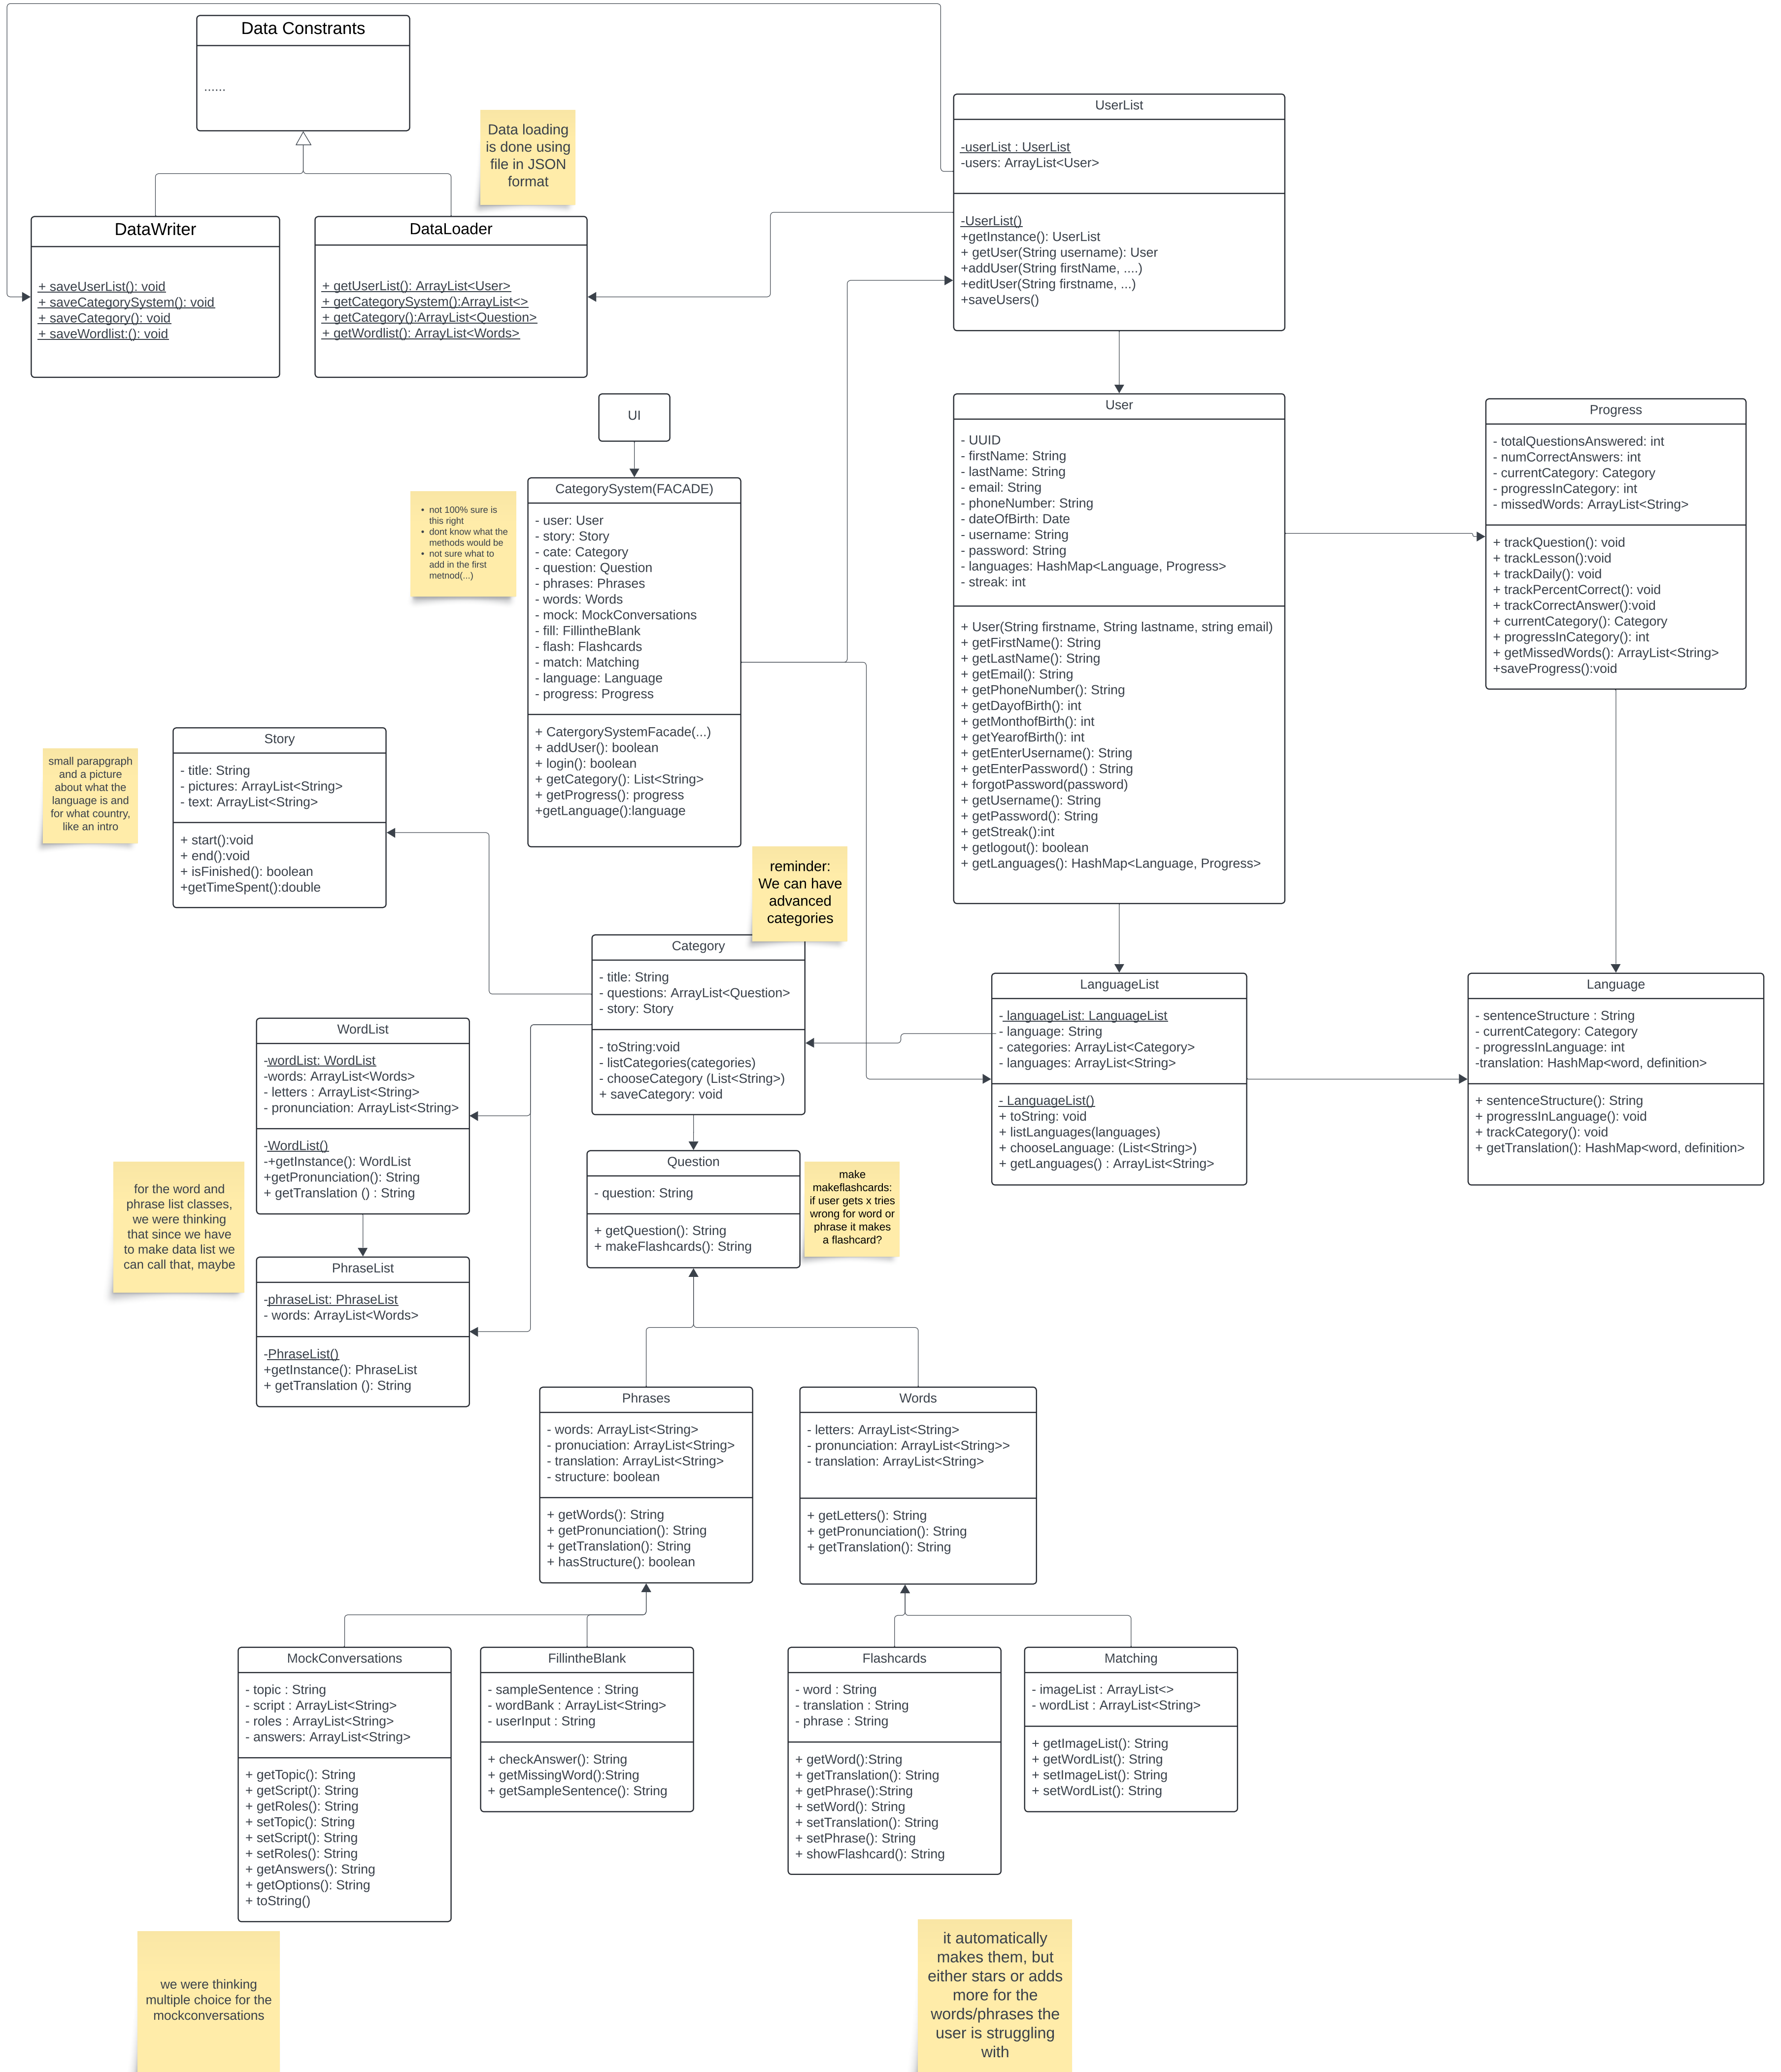 Data Constrants
......
Data loading
is done using
file in JSON
format
DataWriter
+ saveUserList(): void
+ saveCategorySystem(): void
+ saveCategory(): void
+ saveWordlist:(): void
DataLoader
+ getUserList(): ArrayList<User>
+ getCategorySystem():ArrayList<>
+ getCategory():ArrayList<Question>
+ getWordlist(): ArrayList<Words>
UserList
-userList : UserList
-users: ArrayList<User>
-UserList()
+getInstance(): UserList
+ getUser(String username): User
+addUser(String firstName, ....)
+editUser(String firstname, ...)
+saveUsers()
UI
CategorySystem(FACADE)
- user: User
- story: Story
- cate: Category
- question: Question
- phrases: Phrases
- words: Words
- mock: MockConversations
- fill: FillintheBlank
- flash: Flashcards
- match: Matching
- language: Language
- progress: Progress
+ CatergorySystemFacade(...)
+ addUser(): boolean
+ login(): boolean
+ getCategory(): List<String>
+ getProgress(): progress
+getLanguage():language
• not 100% sure is
this right
• dont know what the
methods would be
• not sure what to
add in the first
metnod(...)
User
- UUID
- firstName: String
- lastName: String
- email: String
- phoneNumber: String
- dateOfBirth: Date
- username: String
- password: String
- languages: HashMap<Language, Progress>
- streak: int
+ User(String firstname, String lastname, string email)
+ getFirstName(): String
+ getLastName(): String
+ getEmail(): String
+ getPhoneNumber(): String
+ getDayofBirth(): int
+ getMonthofBirth(): int
+ getYearofBirth(): int
+ getEnterUsername(): String
+ getEnterPassword() : String
+ forgotPassword(password)
+ getUsername(): String
+ getPassword(): String
+ getStreak():int
+ getlogout(): boolean
+ getLanguages(): HashMap<Language, Progress>
Progress
- totalQuestionsAnswered: int
- numCorrectAnswers: int
- currentCategory: Category
- progressInCategory: int
- missedWords: ArrayList<String>
+ trackQuestion(): void
+ trackLesson():void
+ trackDaily(): void
+ trackPercentCorrect(): void
+ trackCorrectAnswer():void
+ currentCategory(): Category
+ progressInCategory(): int
+ getMissedWords(): ArrayList<String>
+saveProgress():void
small parapgraph
and a picture
about what the
language is and
for what country,
like an intro
Story
- title: String
- pictures: ArrayList<String>
- text: ArrayList<String>
+ start():void
+ end():void
+ isFinished(): boolean
+getTimeSpent():double
reminder:
We can have
advanced
categories
Category
- title: String
- questions: ArrayList<Question>
- story: Story
- toString:void
- listCategories(categories)
- chooseCategory (List<String>)
+ saveCategory: void
LanguageList
- languageList: LanguageList
- language: String
- categories: ArrayList<Category>
- languages: ArrayList<String>
- LanguageList()
+ toString: void
+ listLanguages(languages)
+ chooseLanguage: (List<String>)
+ getLanguages() : ArrayList<String>
Language
- sentenceStructure : String
- currentCategory: Category
- progressInLanguage: int
-translation: HashMap<word, definition>
+ sentenceStructure(): String
+ progressInLanguage(): void
+ trackCategory(): void
+ getTranslation(): HashMap<word, definition>
WordList
-wordList: WordList
-words: ArrayList<Words>
- letters : ArrayList<String>
- pronunciation: ArrayList<String>
-WordList()
-+getInstance(): WordList
+getPronunciation(): String
+ getTranslation () : String
for the word and
phrase list classes,
we were thinking
that since we have
to make data list we
can call that, maybe
PhraseList
-phraseList: PhraseList
- words: ArrayList<Words>
-PhraseList()
+getInstance(): PhraseList
+ getTranslation (): String
Question
- question: String
+ getQuestion(): String
+ makeFlashcards(): String
make
makeflashcards:
if user gets x tries
wrong for word or
phrase it makes
a flashcard?
Phrases
- words: ArrayList<String>
- pronuciation: ArrayList<String>
- translation: ArrayList<String>
- structure: boolean
+ getWords(): String
+ getPronunciation(): String
+ getTranslation(): String
+ hasStructure(): boolean
Words
- letters: ArrayList<String>
- pronunciation: ArrayList<String>>
- translation: ArrayList<String>
+ getLetters(): String
+ getPronunciation(): String
+ getTranslation(): String
MockConversations
- topic : String
- script : ArrayList<String>
- roles : ArrayList<String>
- answers: ArrayList<String>
+ getTopic(): String
+ getScript(): String
+ getRoles(): String
+ setTopic(): String
+ setScript(): String
+ setRoles(): String
+ getAnswers(): String
+ getOptions(): String
+ toString()
FillintheBlank
- sampleSentence : String
- wordBank : ArrayList<String>
- userInput : String
+ checkAnswer(): String
+ getMissingWord():String
+ getSampleSentence(): String
Flashcards
- word : String
- translation : String
- phrase : String
+ getWord():String
+ getTranslation(): String
+ getPhrase():String
+ setWord(): String
+ setTranslation(): String
+ setPhrase(): String
+ showFlashcard(): String
Matching
- imageList : ArrayList<>
- wordList : ArrayList<String>
+ getImageList(): String
+ getWordList(): String
+ setImageList(): String
+ setWordList(): String
we were thinking
multiple choice for the
mockconversations
it automatically
makes them, but
either stars or adds
more for the
words/phrases the
user is struggling
with